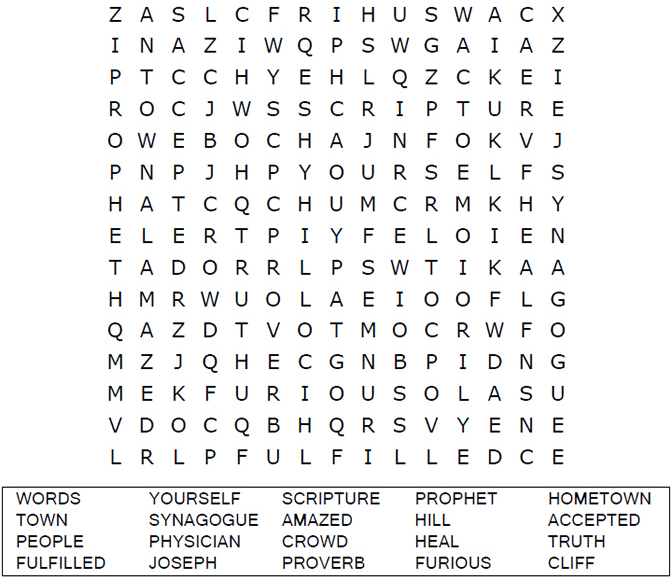 Z A S L C F R I H U S W A C X
I N A Z I W Q P S W G A I A Z
P T C C H Y E H L Q Z C K E I
R O C J W S S C R I P T U R E
O W E B O C H A J N F O K V J
P N P J H P Y O U R S E L F S
H A T C Q C H U M C R M K H Y
E L E R T P I Y F E L O I E N
T A D O R R L P S W T I K A A
H M R W U O L A E I O O F L G
Q A Z D T V O T M O C R W F O
M Z J Q H E C G N B P I D N G
M E K F U R I O U S O L A S U
V D O C Q B H Q R S V Y E N E
L R L P F U L F I L L E D C E
WORDS YOURSELF SCRIPTURE PROPHET HOMETOWN
TOWN SYNAGOGUE AMAZED HILL ACCEPTED
PEOPLE PHYSICIAN CROWD HEAL TRUTH
FULFILLED JOSEPH PROVERB FURIOUS CLIFF